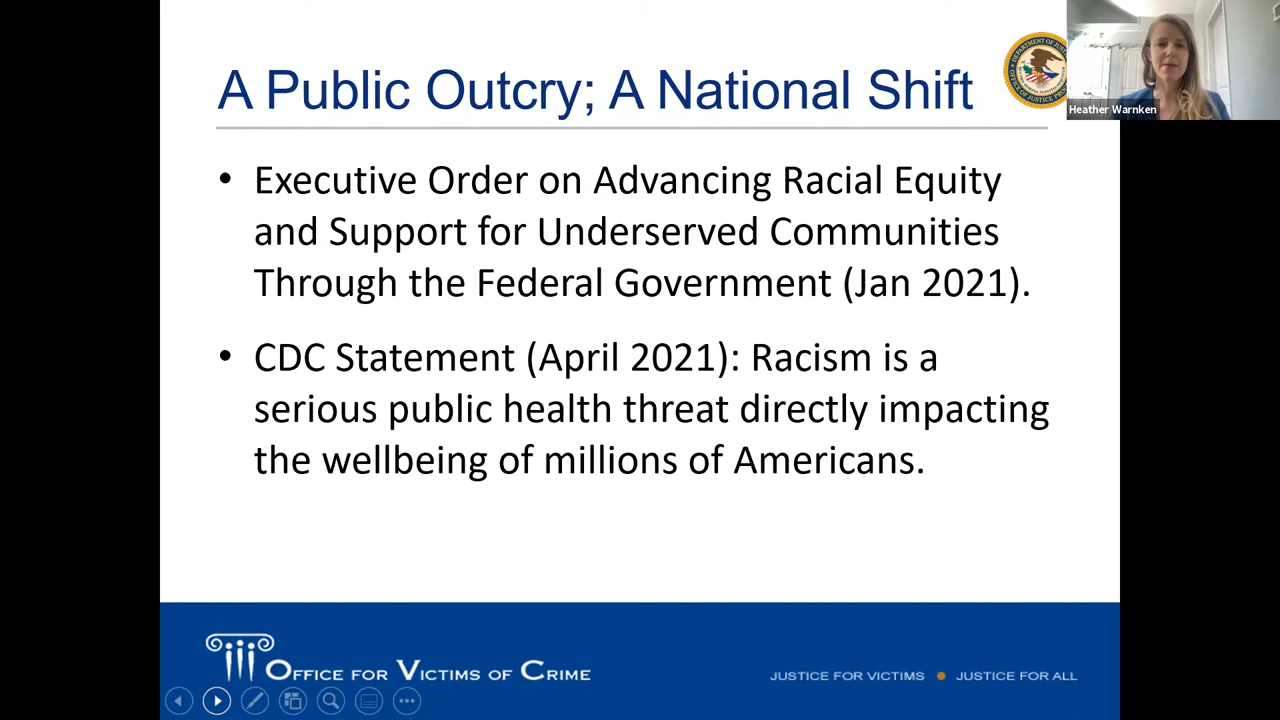 A Public Outcry; A National Shift
Heather Warnken
• Executive Order on Advancing Racial Equity
and Support for Underserved Communities
Through the Federal Government (Jan 2021).
• CDC Statement (April 2021): Racism is a
serious public health threat directly impacting
the wellbeing of millions of Americans.
OFFICE FOR VICTIMS OF CRIME
JUSTICE FOR VICTIMS • JUSTICE FOR ALL